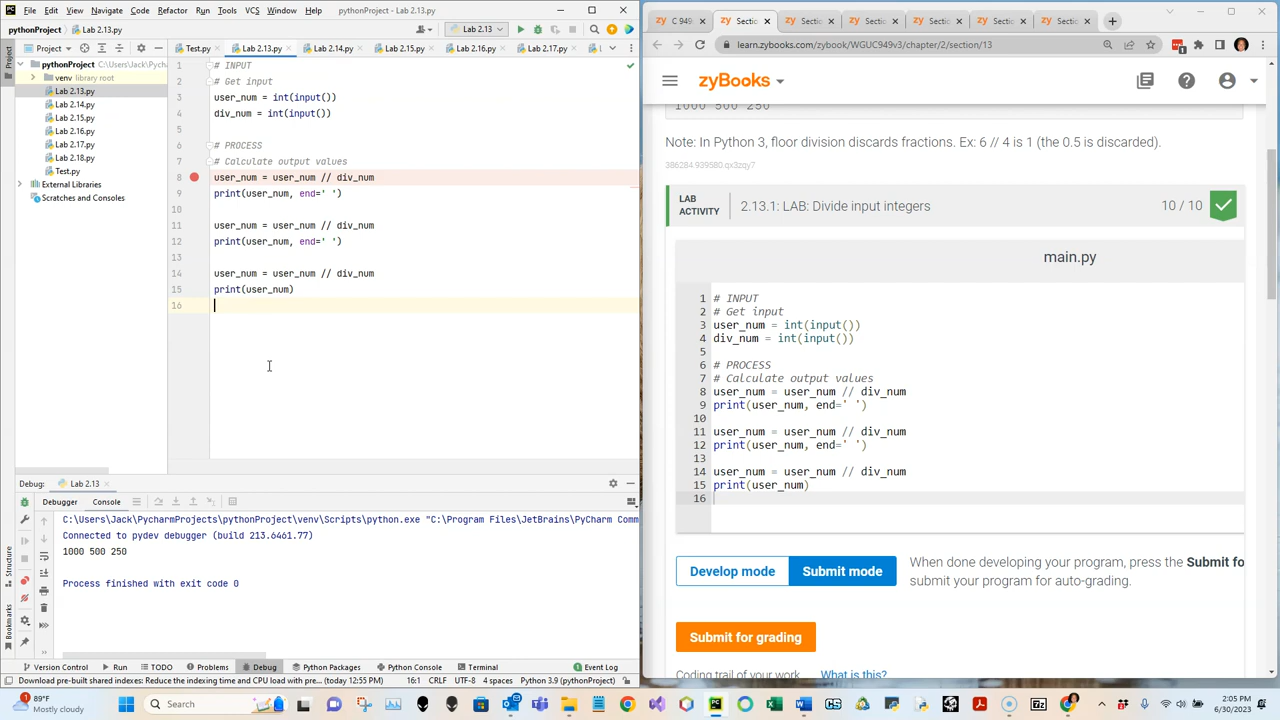 File Edit View Navigate Code Refactor Run Tools VCS Window Help pythonProject - Lab 2.13.py
pythonProject Lab 2.13.py Lab 2.13
Project Test.py Lab 2.13.py Lab 2.14.py Lab 2.15.py Lab 2.16.py Lab 2.17.py
pythonProject C:\Users\Jack\Pych
venv library root
Lab 2.13.py
Lab 2.14.py
Lab 2.15.py
Lab 2.16.py
Lab 2.17.py
Lab 2.18.py
Test.py
External Libraries
Scratches and Consoles
Project
Structure
Bookmarks
1 # INPUT
2 # Get input
3 user_num = int(input())
4 div_num = int(input())
5
6 # PROCESS
7 # Calculate output values
8 user_num = user_num // div_num
9 print(user_num, end=' ')
10
11 user_num = user_num // div_num
12 print(user_num, end=' ')
13
14 user_num = user_num // div_num
15 print(user_num)
16
Debug: Lab 2.13
Debugger Console
C:\Users\Jack\PycharmProjects\pythonProject\venv\Scripts\python.exe "C:\Program Files\JetBrains\PyCharm Comm
Connected to pydev debugger (build 213.6461.77)
1000 500 250
Process finished with exit code 0
Version Control Run TODO Problems Debug Python Packages Python Console Terminal Event Log
Download pre-built shared indexes: Reduce the indexing time and CPU load with pre... (today 12:55 PM) 16:1 CRLF UTF-8 4 spaces Python 3.9 (pythonProject)
C 949 Sectio Sectio Sectio Sectio Sectio Sectio
learn.zybooks.com/zybook/WGUC949v3/chapter/2/section/13
zyBooks
1000 500 250
Note: In Python 3, floor division discards fractions. Ex: 6 // 4 is 1 (the 0.5 is discarded).
386284.939580.qx3zqy7
LAB ACTIVITY 2.13.1: LAB: Divide input integers 10 / 10
main.py
1 # INPUT
2 # Get input
3 user_num = int(input())
4 div_num = int(input())
5
6 # PROCESS
7 # Calculate output values
8 user_num = user_num // div_num
9 print(user_num, end=' ')
10
11 user_num = user_num // div_num
12 print(user_num, end=' ')
13
14 user_num = user_num // div_num
15 print(user_num)
16
Develop mode Submit mode When done developing your program, press the Submit fo
submit your program for auto-grading.
Submit for grading
Coding trail of your work What is this?
89°F
Mostly cloudy
Search
2:05 PM
6/30/2023